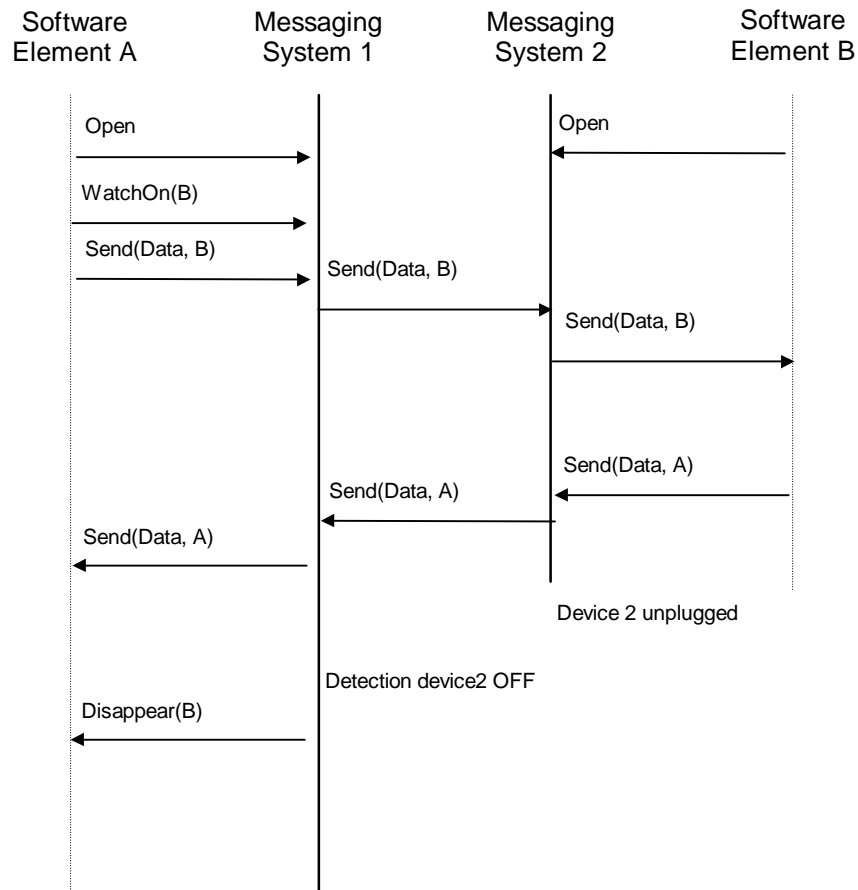 Software
Element A
Messaging
System 1
Messaging
System 2
Software
Element B
Open
Open
WatchOn(B)
Send(Data, B)
Send(Data, B)
Send(Data, B)
Send(Data, A)
Send(Data, A)
Send(Data, A)
Device 2 unplugged
Detection device2 OFF
Disappear(B)